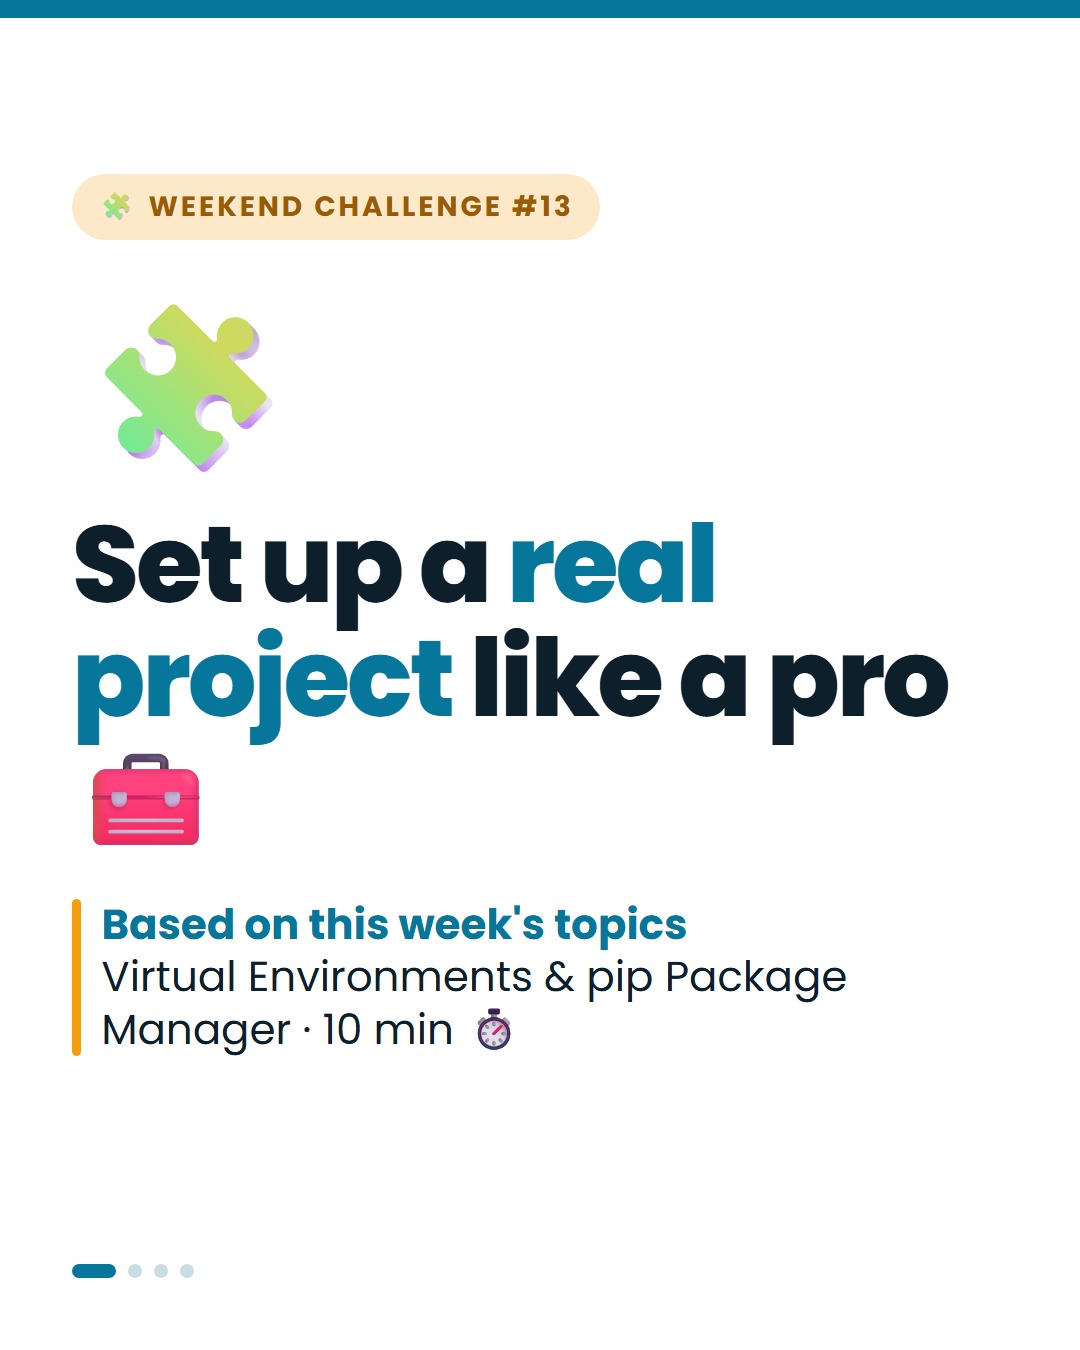 WEEKEND CHALLENGE #13
Set up a real
project like a pro
Based on this week's topics
Virtual Environments & pip Package
Manager · 10 min